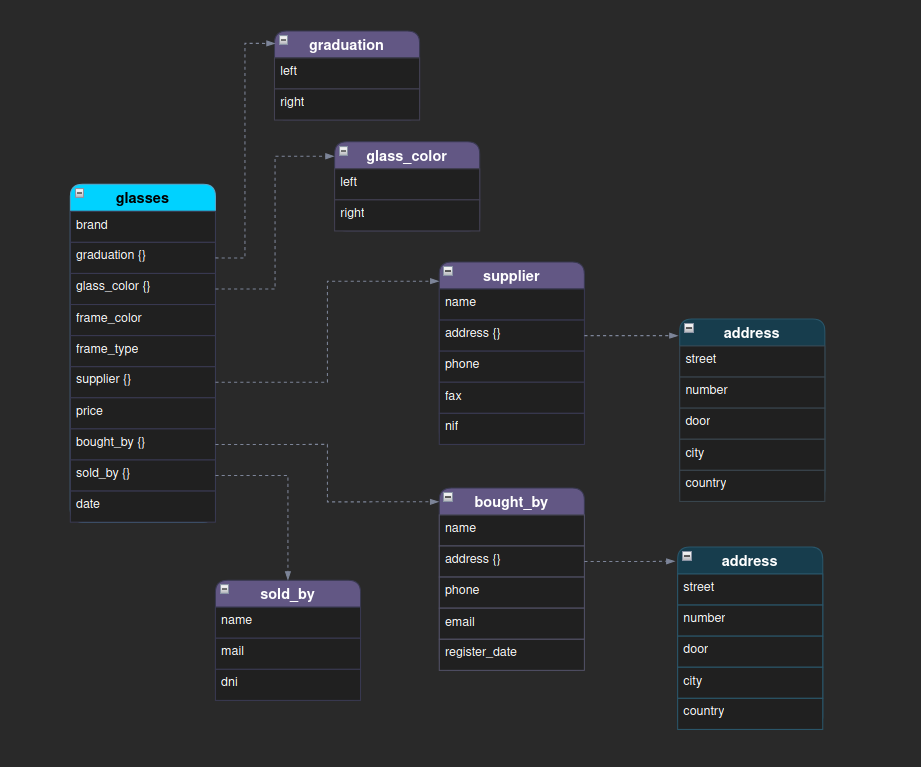 graduation
left
right
glass_color
left
right
glasses
brand
graduation {}
glass_color {}
frame_color
frame_type
supplier {}
price
bought_by {}
sold_by {}
date
supplier
name
address {}
phone
fax
nif
address
street
number
door
city
country
bought_by
name
address {}
phone
email
register_date
address
street
number
door
city
country
sold_by
name
mail
dni